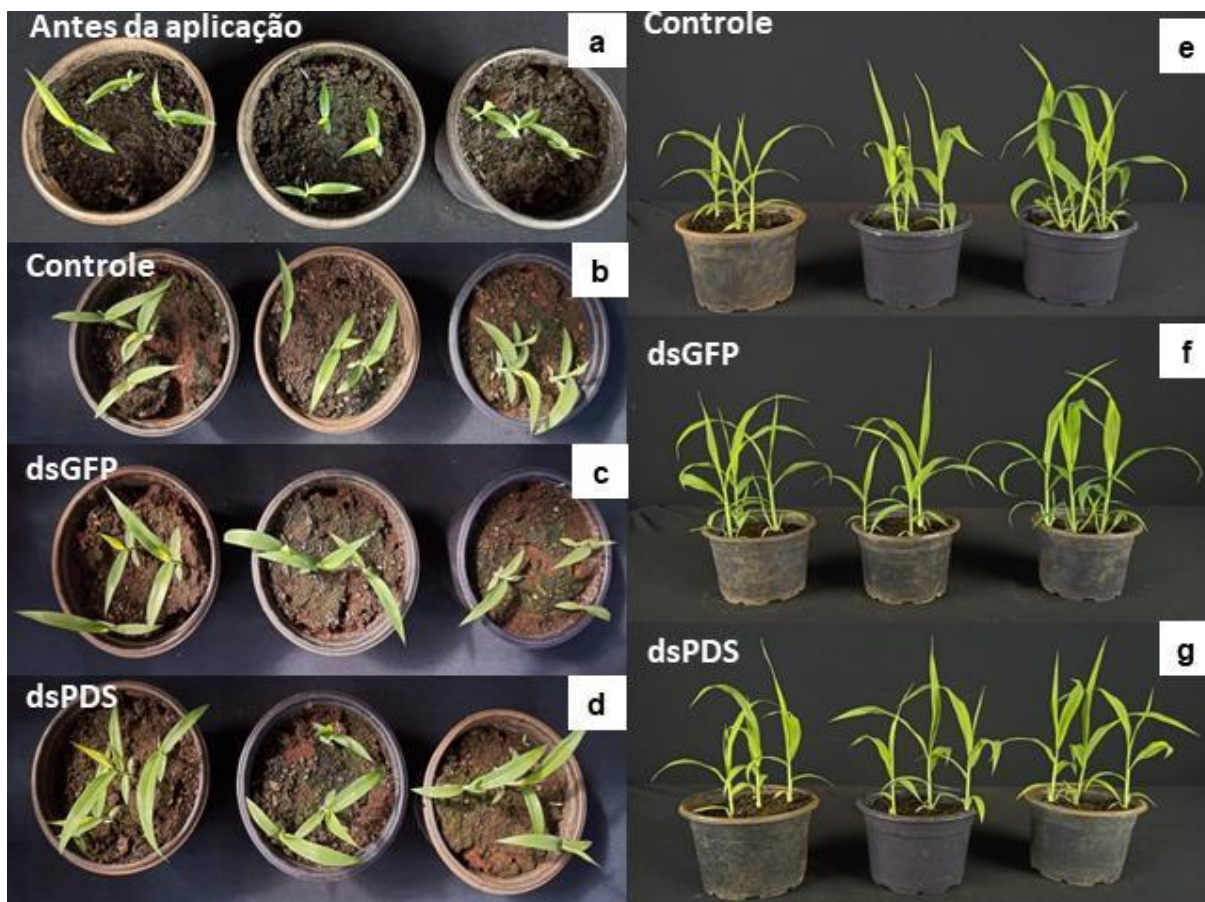 Antes da aplicação
a
Controle
b
dsGFP
c
dsPDS
d
Controle
e
dsGFP
f
dsPDS
g